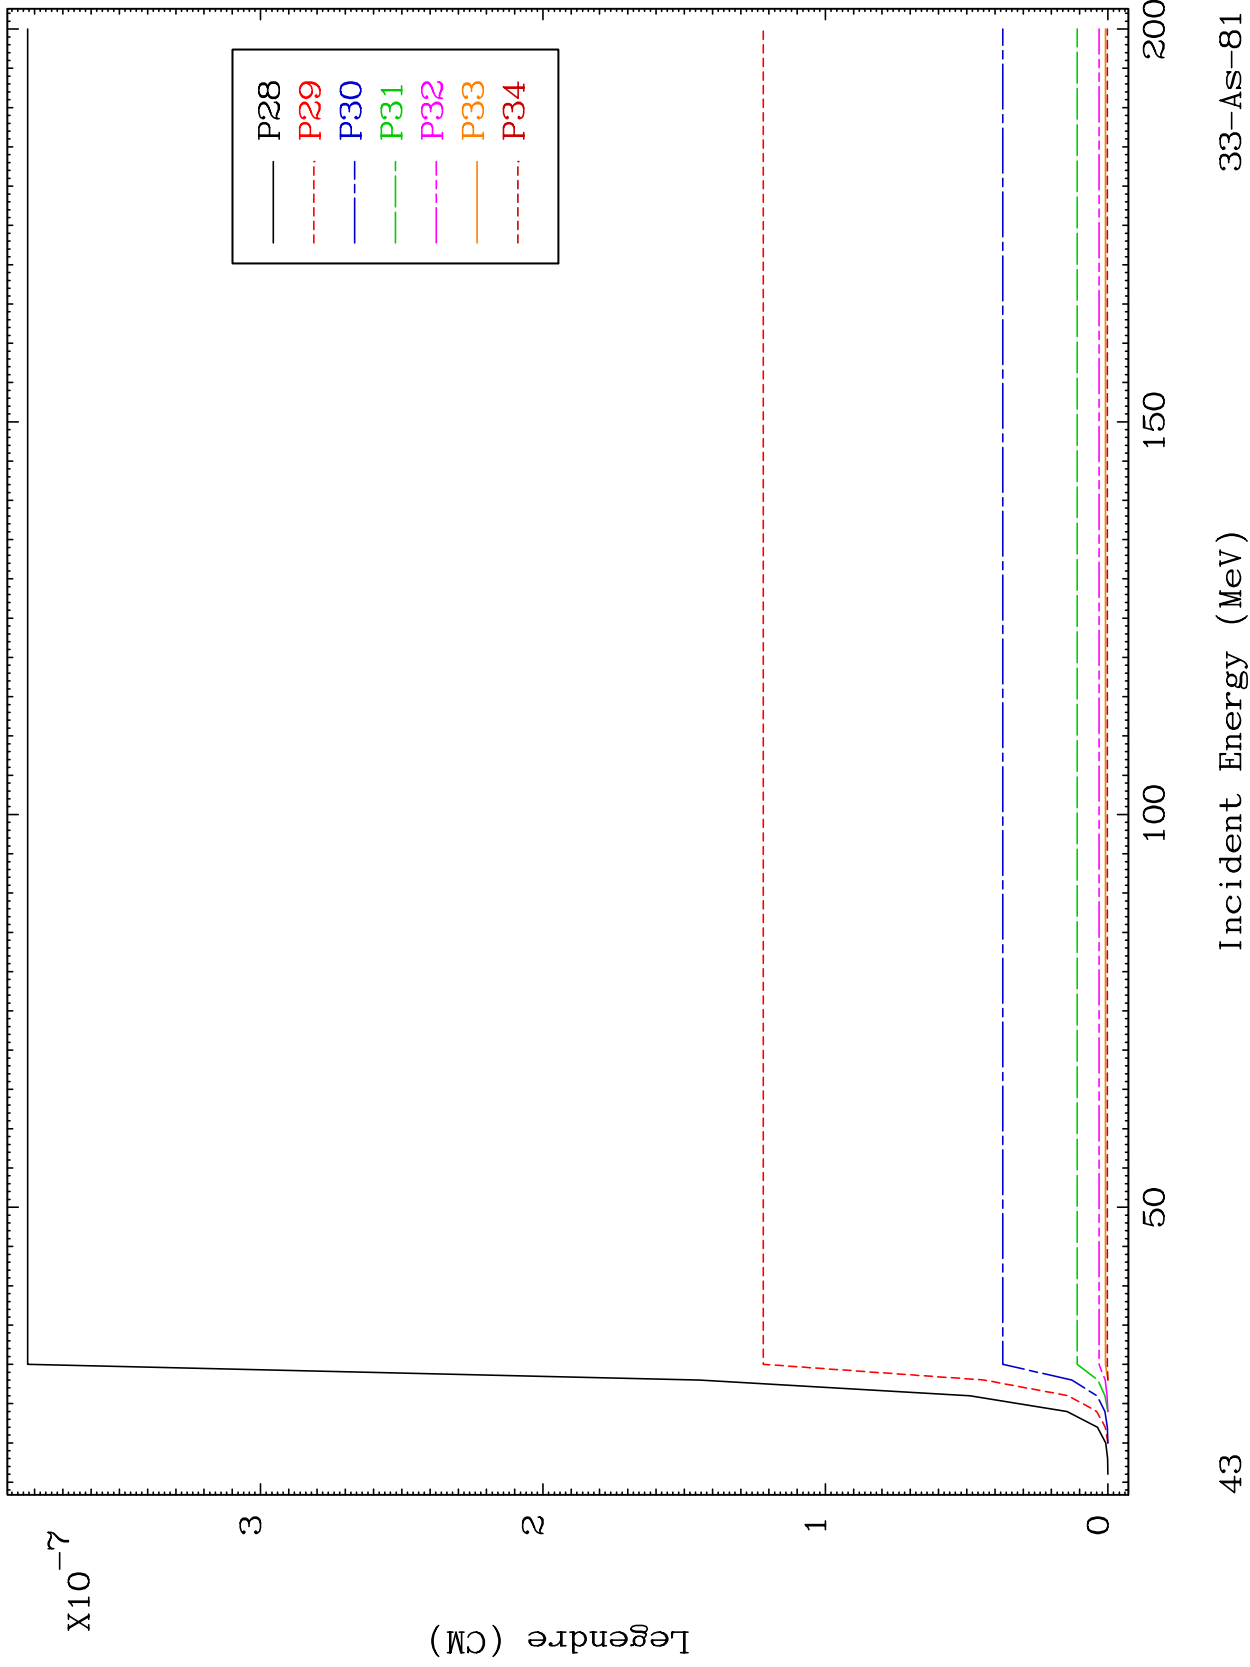 X10-7
3
2
1
0
Legendre (CM)
P28
P29
P30
P31
P32
P33
P34
50
100
150
200
Incident Energy (MeV)
43
33-As-81